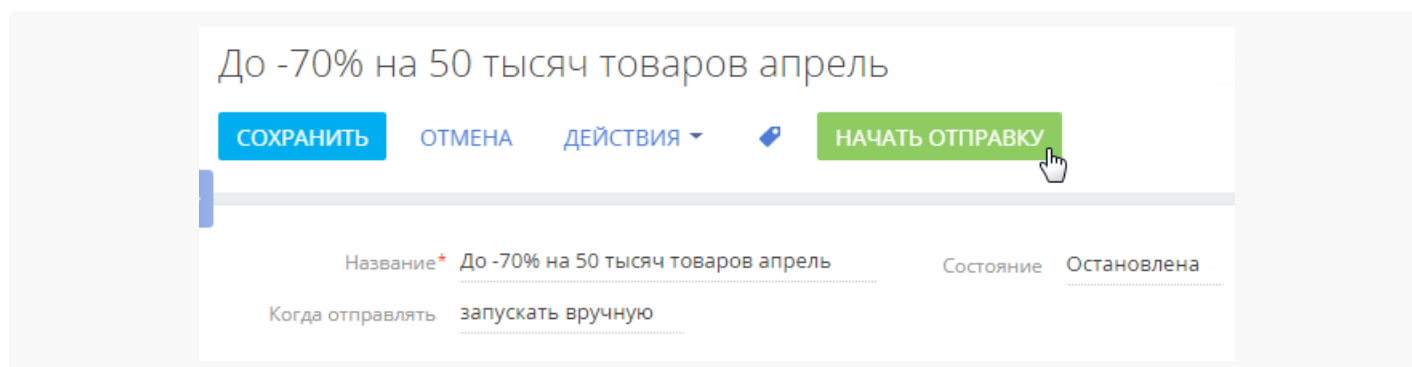 До -70% на 50 тысяч товаров апрель
СОХРАНИТЬ ОТМЕНА ДЕЙСТВИЯ НАЧАТЬ ОТПРАВКУ
Название* До -70% на 50 тысяч товаров апрель Состояние Остановлена
Когда отправлять запускать вручную